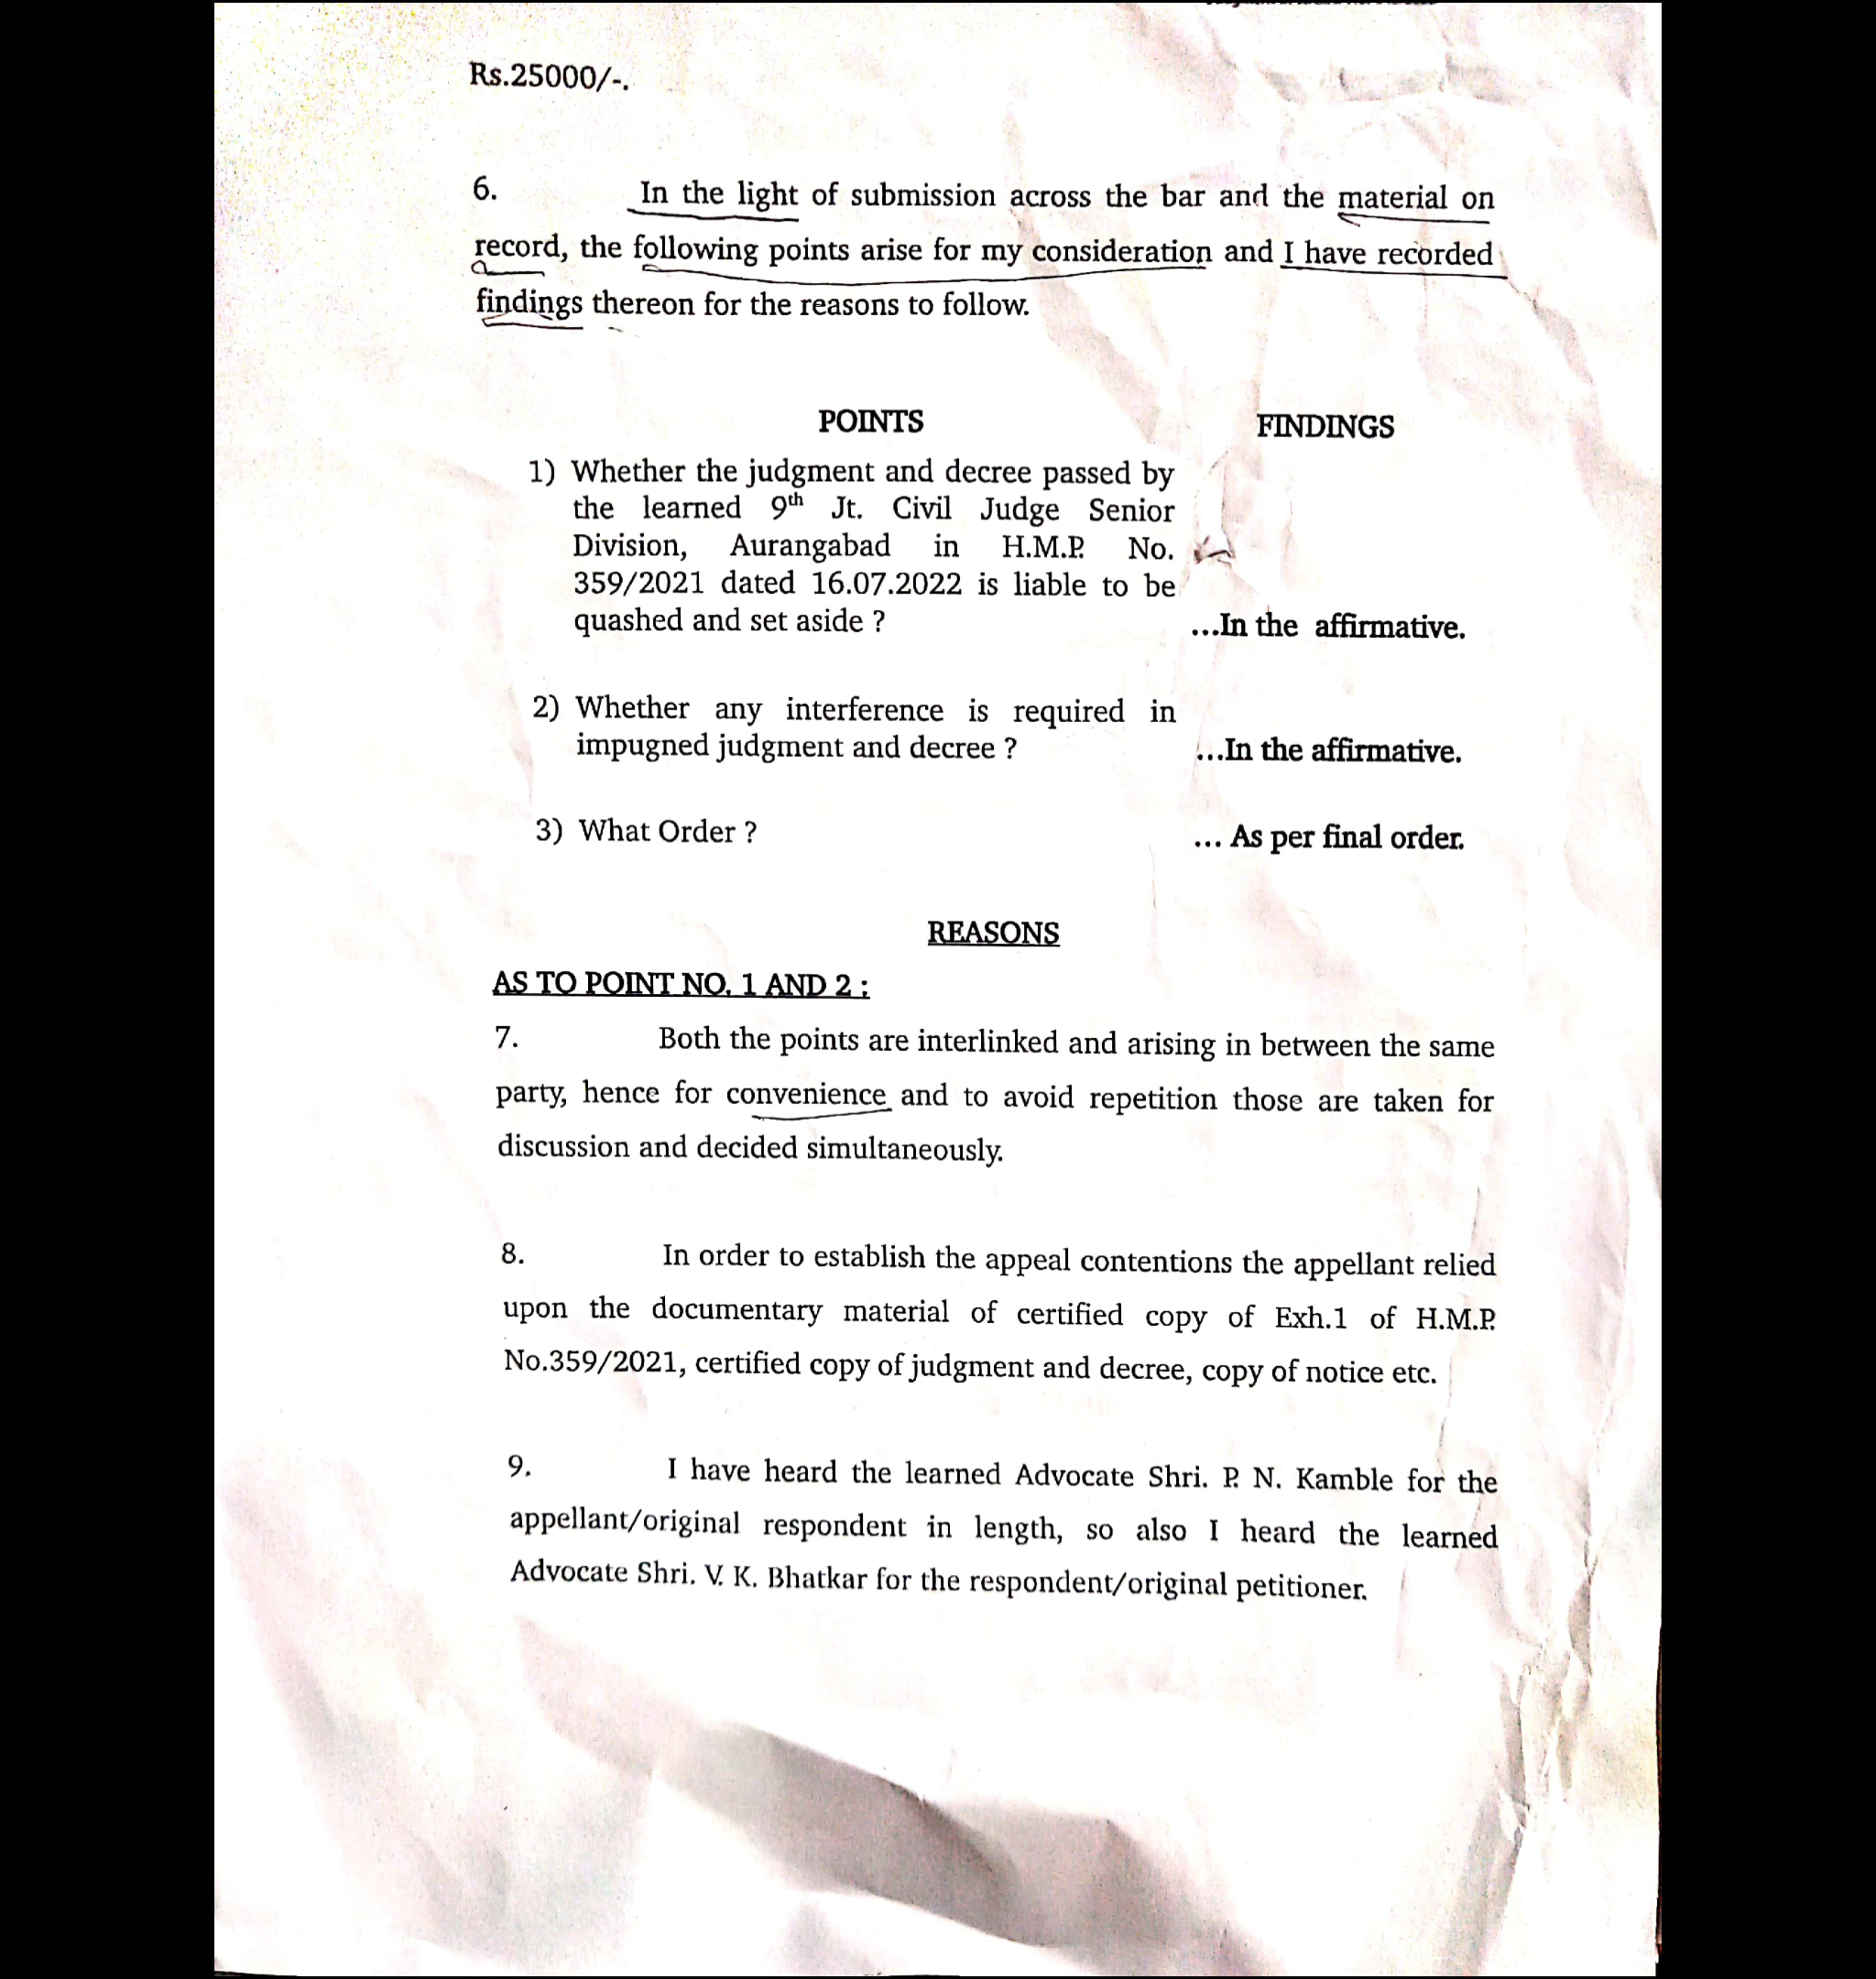 Rs.25000/-.
6. In the light of submission across the bar and the material on
record, the following points arise for my consideration and I have recorded
findings thereon for the reasons to follow.
POINTS FINDINGS
1) Whether the judgment and decree passed by
the learned 9th Jt. Civil Judge Senior
Division, Aurangabad in H.M.P. No.
359/2021 dated 16.07.2022 is liable to be
quashed and set aside ? ...In the affirmative.
2) Whether any interference is required in
impugned judgment and decree ? ...In the affirmative.
3) What Order ? ... As per final order.
REASONS
AS TO POINT NO. 1 AND 2 :
7. Both the points are interlinked and arising in between the same
party, hence for convenience and to avoid repetition those are taken for
discussion and decided simultaneously.
8. In order to establish the appeal contentions the appellant relied
upon the documentary material of certified copy of Exh.1 of H.M.P.
No.359/2021, certified copy of judgment and decree, copy of notice etc.
9. I have heard the learned Advocate Shri. P. N. Kamble for the
appellant/original respondent in length, so also I heard the learned
Advocate Shri. V. K. Bhatkar for the respondent/original petitioner.